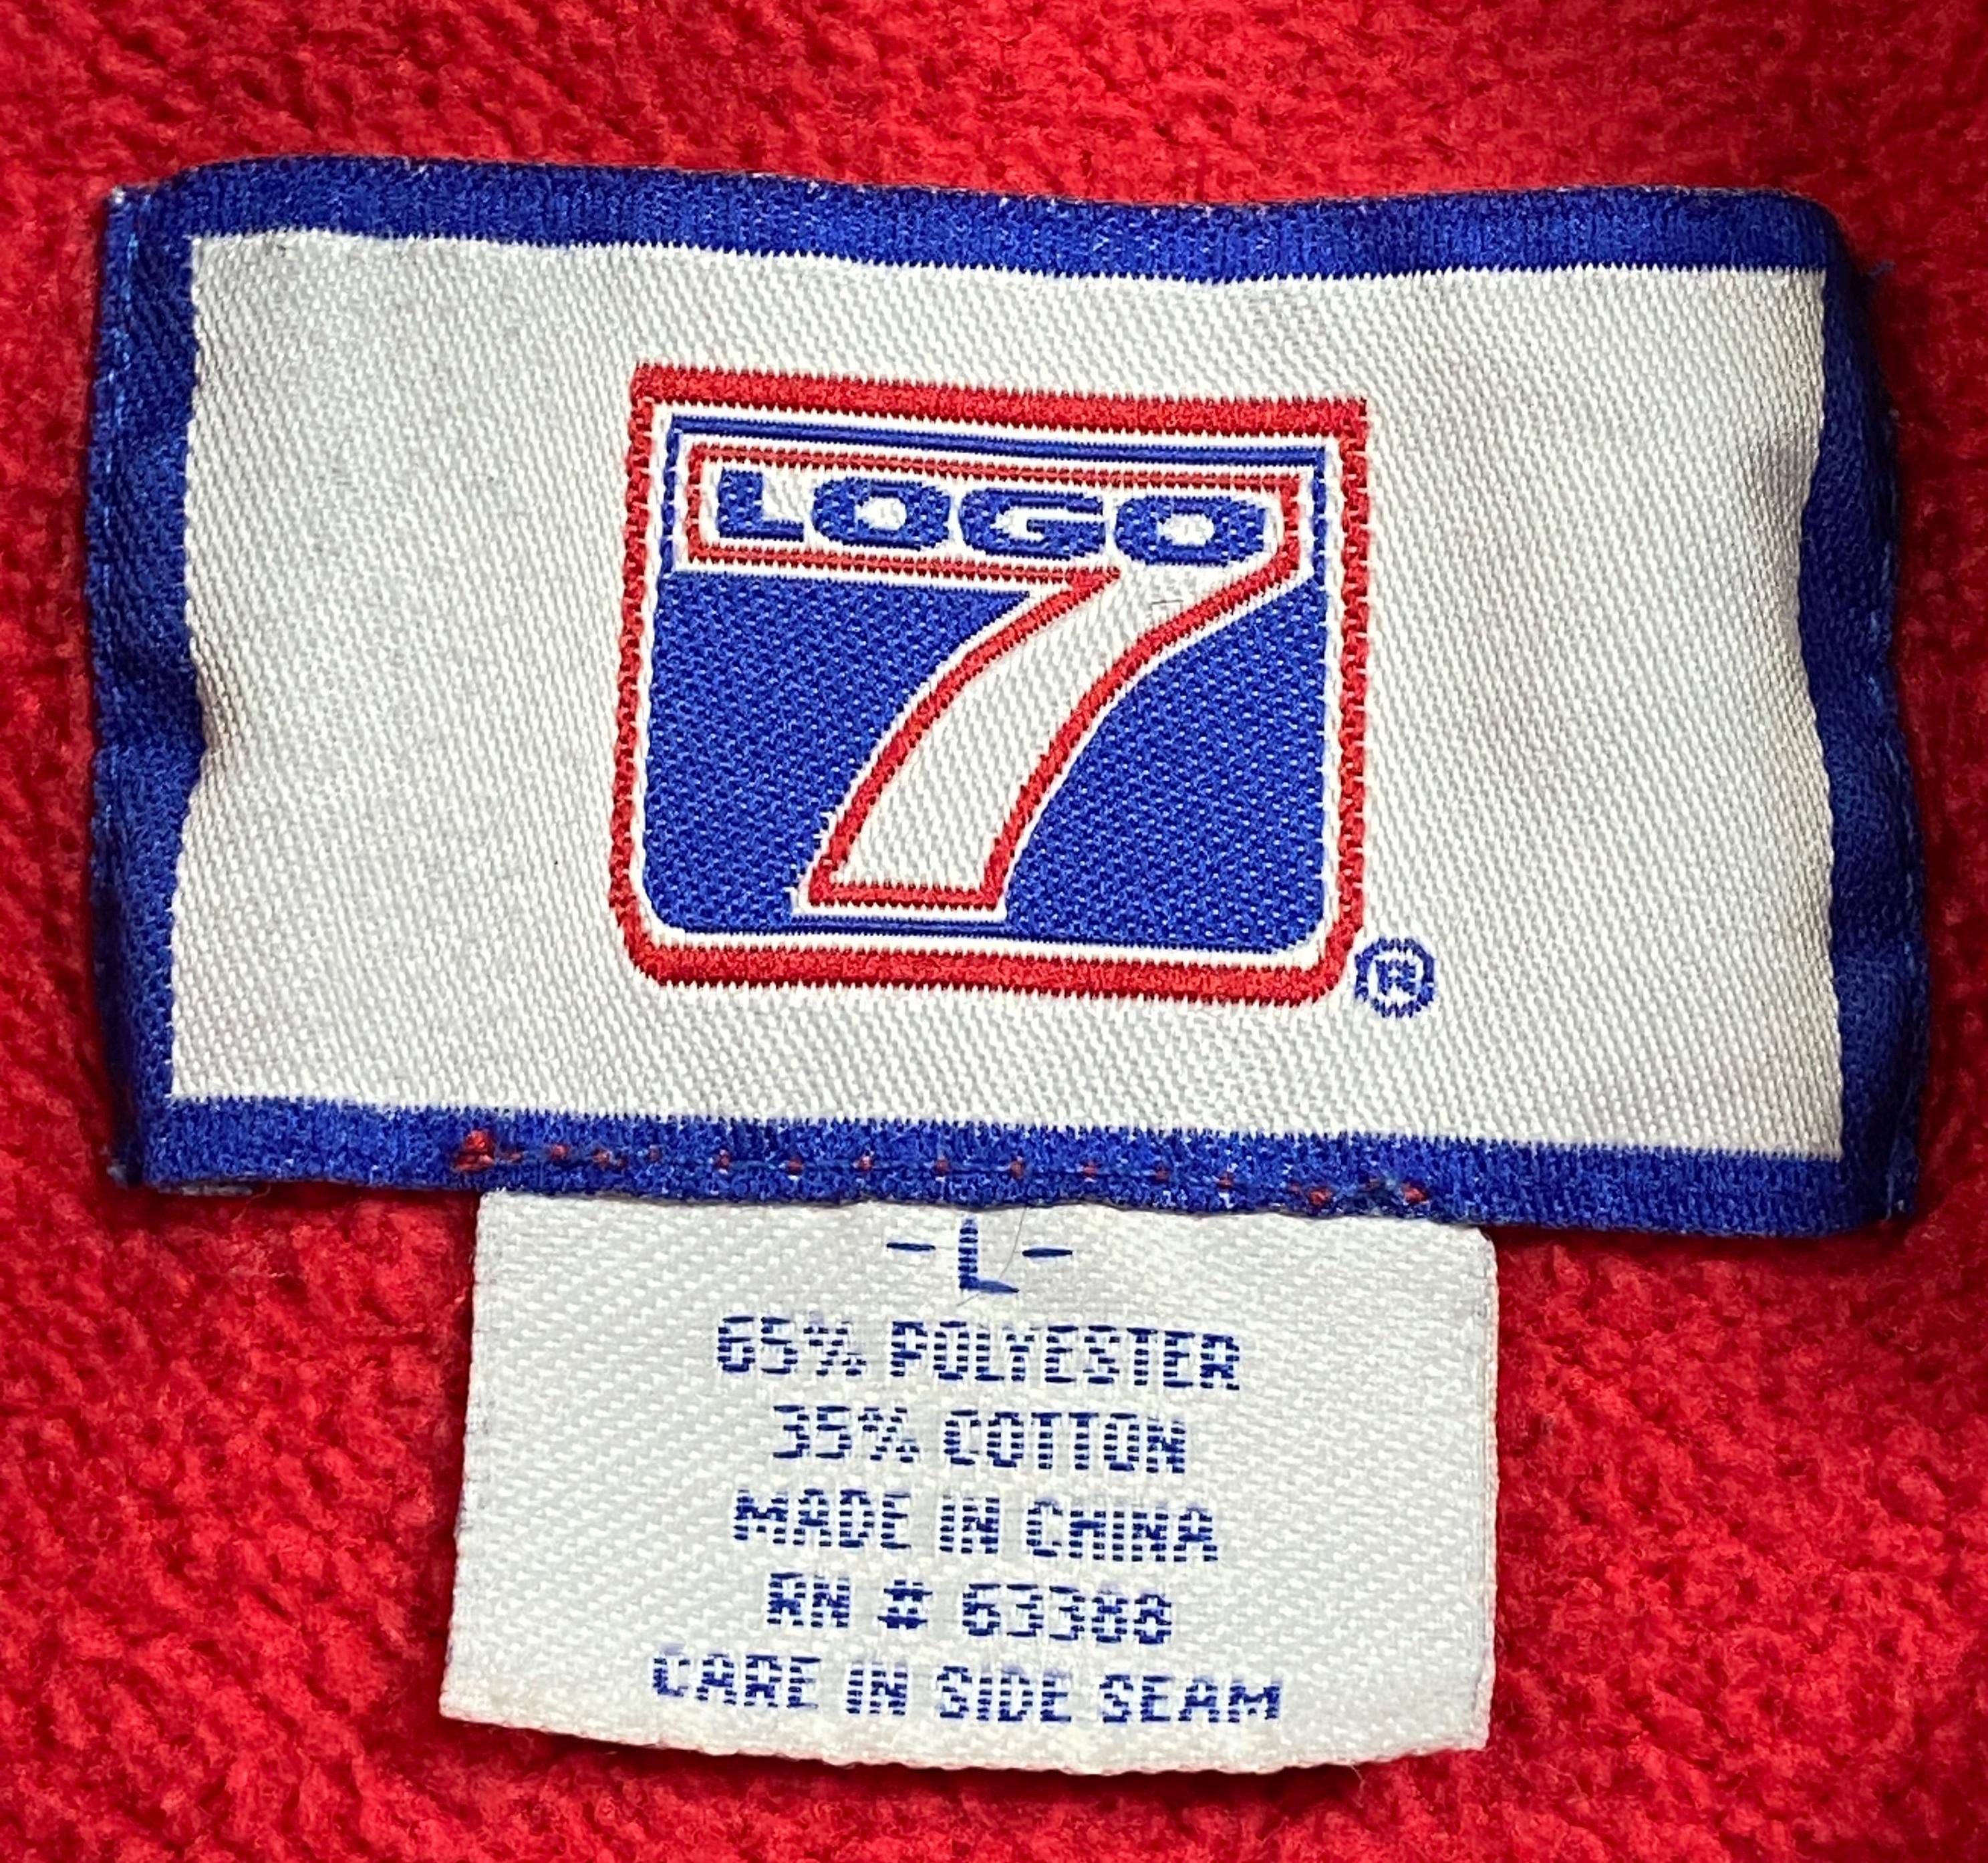 LOGO
7
®
-L-
65% POLYESTER
35% COTTON
MADE IN CHINA
RN # 63388
CARE IN SIDE SEAM